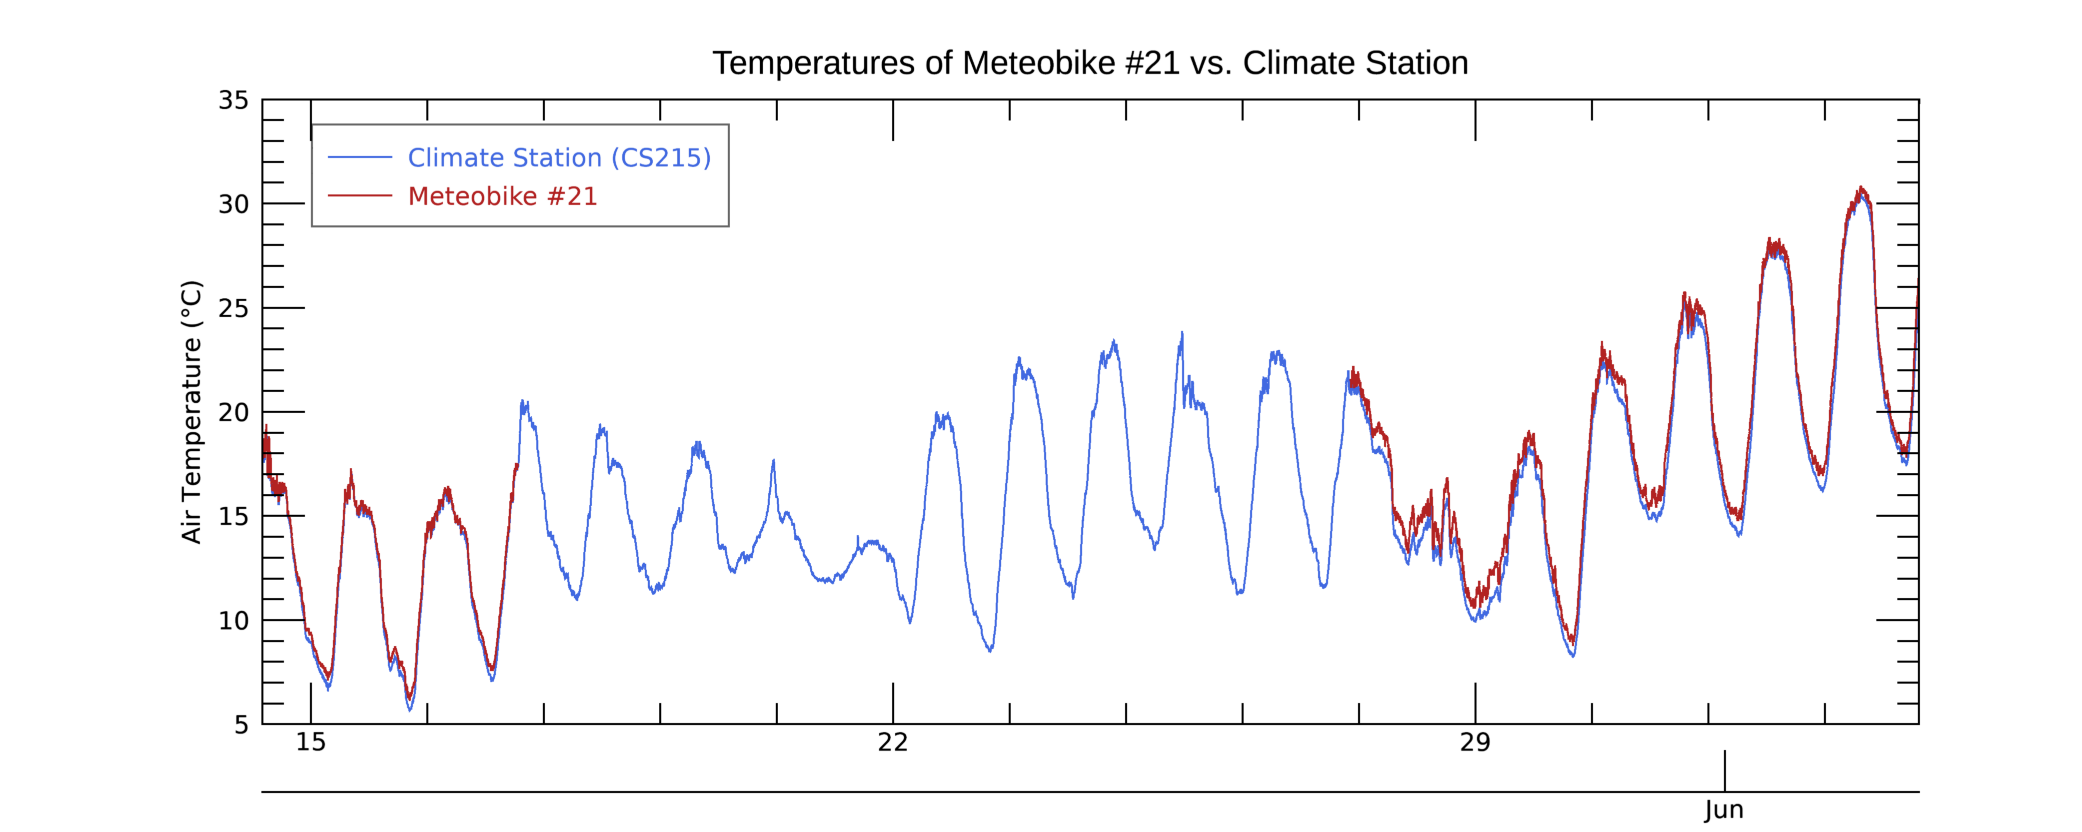 Temperatures of Meteobike #21 vs. Climate Station
35
30
25
20
15
10
5
Air Temperature (°C)
Climate Station (CS215)
Meteobike #21
15 22 29
Jun